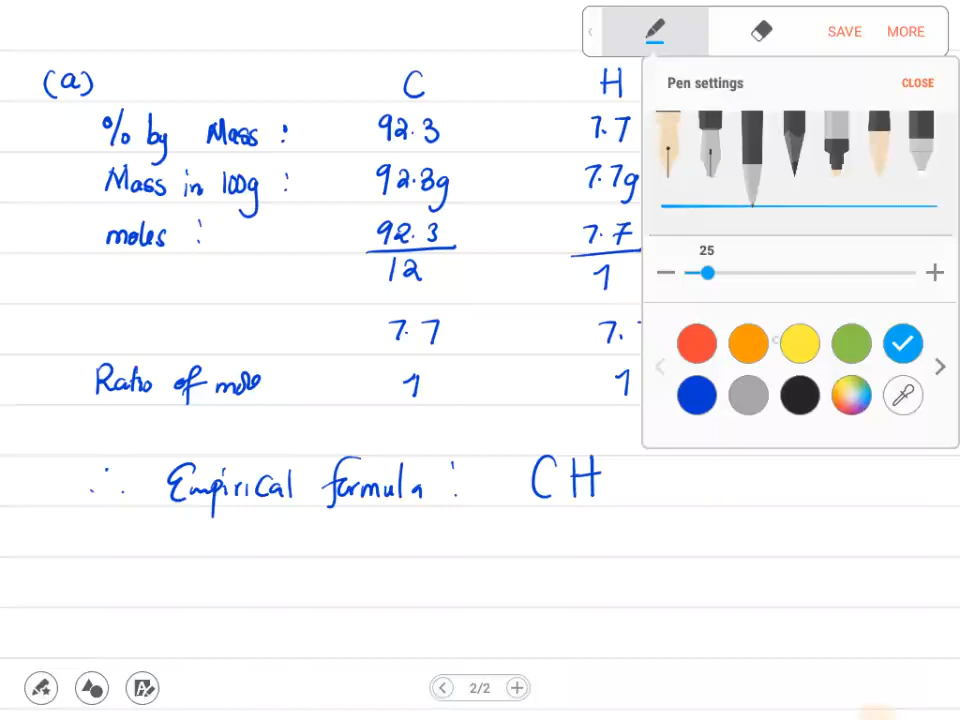 SAVE MORE
Pen settings CLOSE
(a) C H
% by Mass : 92.3 7.7
Mass in 100g : 92.3g 7.7g
moles : 92.3 7.7
12 1
25
7.7 7.
Ratio of mole 1 1
∴ Empirical formula : CH
2/2